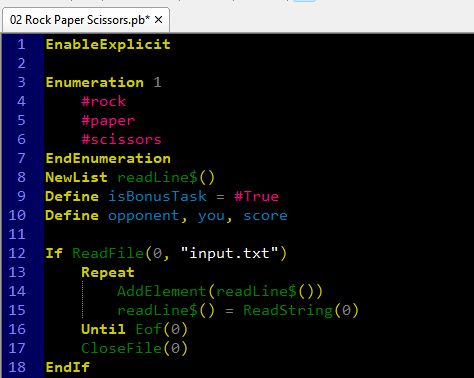 02 Rock Paper Scissors.pb* ×
1 EnableExplicit
2
3 Enumeration 1
4 #rock
5 #paper
6 #scissors
7 EndEnumeration
8 NewList readLine$()
9 Define isBonusTask = #True
10 Define opponent, you, score
11
12 If ReadFile(0, "input.txt")
13 Repeat
14 AddElement(readLine$())
15 readLine$() = ReadString(0)
16 Until Eof(0)
17 CloseFile(0)
18 EndIf